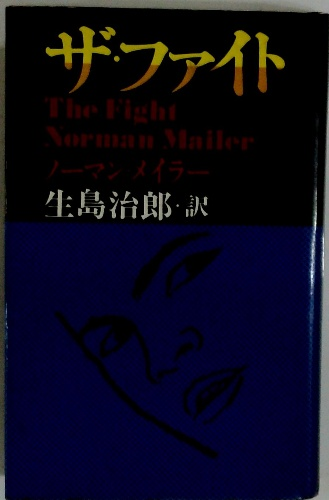 ザ・ファイト
The Fight
Norman Mailer
ノーマン メイラー
生島治郎・訳